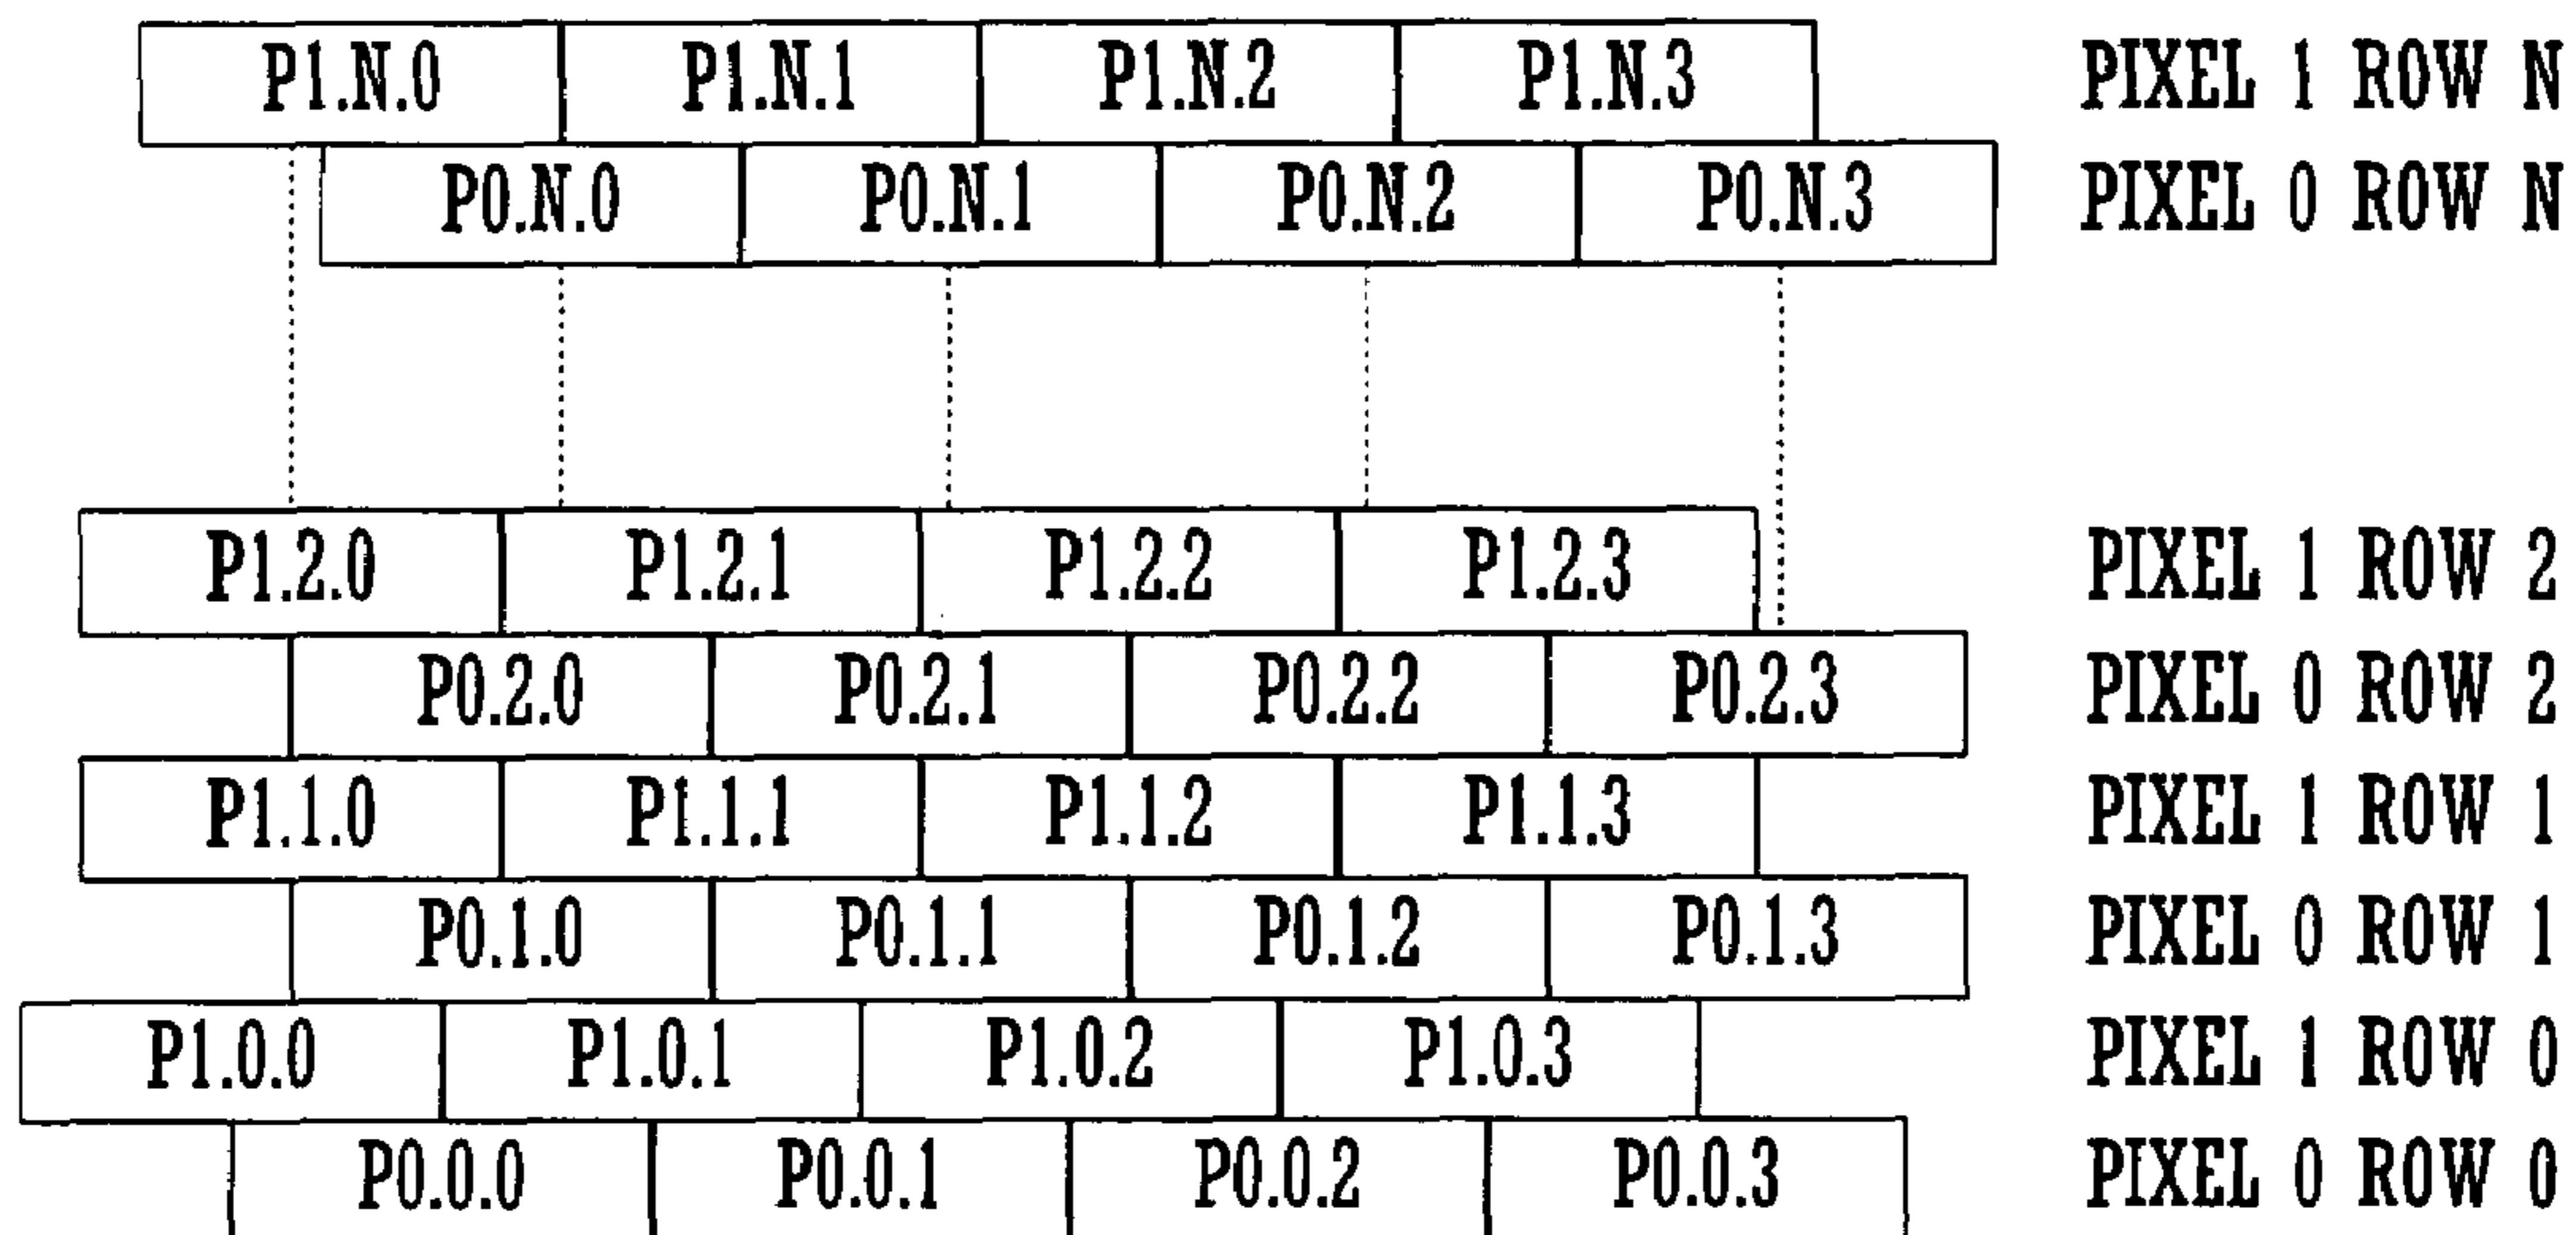 P1.N.0 P1.N.1 P1.N.2 P1.N.3 PIXEL 1 ROW N
P0.N.0 P0.N.1 P0.N.2 P0.N.3 PIXEL 0 ROW N
P1.2.0 P1.2.1 P1.2.2 P1.2.3 PIXEL 1 ROW 2
P0.2.0 P0.2.1 P0.2.2 P0.2.3 PIXEL 0 ROW 2
P1.1.0 P1.1.1 P1.1.2 P1.1.3 PIXEL 1 ROW 1
P0.1.0 P0.1.1 P0.1.2 P0.1.3 PIXEL 0 ROW 1
P1.0.0 P1.0.1 P1.0.2 P1.0.3 PIXEL 1 ROW 0
P0.0.0 P0.0.1 P0.0.2 P0.0.3 PIXEL 0 ROW 0